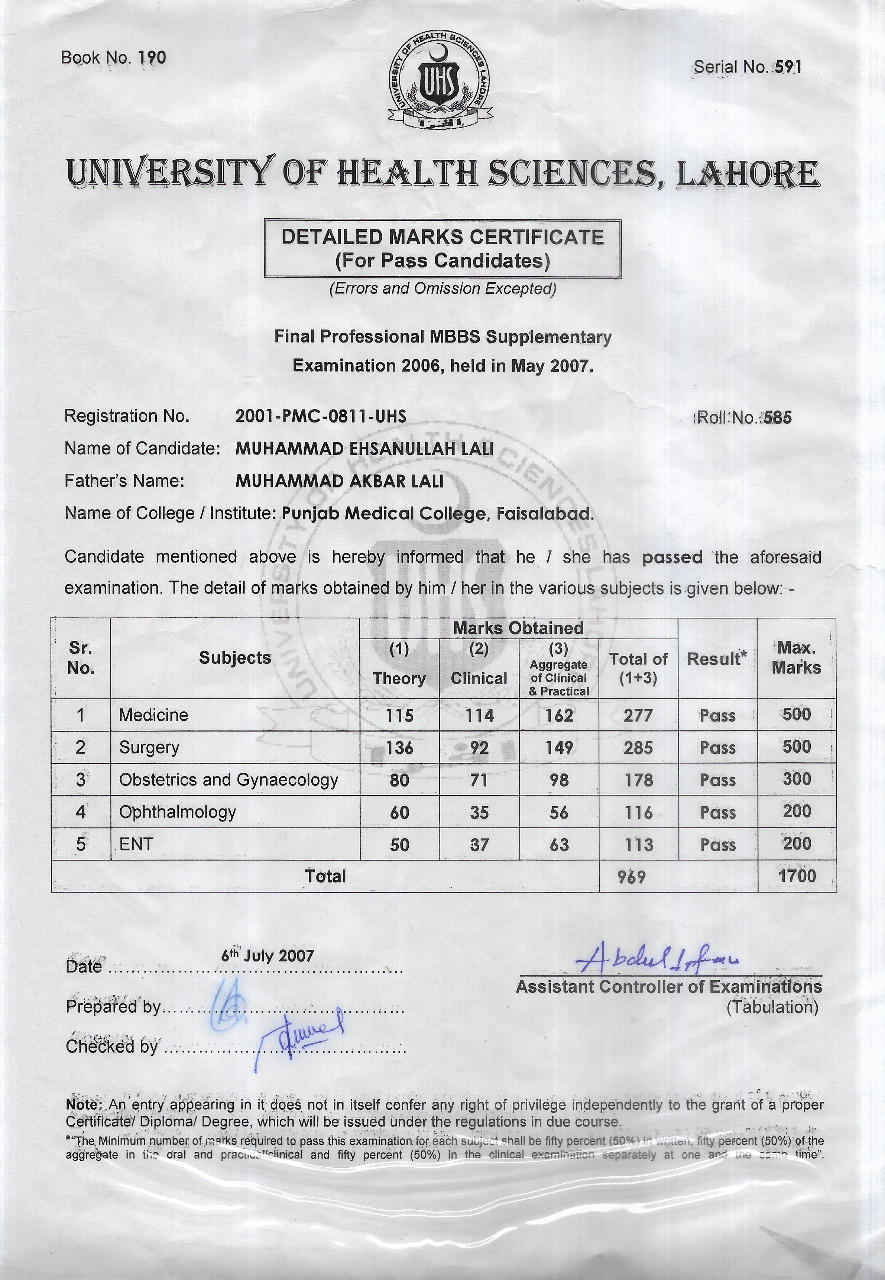 Book No. 190
Serial No. 591
UNIVERSITY OF HEALTH SCIENCES LAHORE
UHS
UNIVERSITY OF HEALTH SCIENCES, LAHORE
DETAILED MARKS CERTIFICATE
(For Pass Candidates)
(Errors and Omission Excepted)
Final Professional MBBS Supplementary
Examination 2006, held in May 2007.
Registration No. 2001-PMC-0811-UHS Roll No. 585
Name of Candidate: MUHAMMAD EHSANULLAH LALI
Father's Name: MUHAMMAD AKBAR LALI
Name of College / Institute: Punjab Medical College, Faisalabad.
Candidate mentioned above is hereby informed that he / she has passed the aforesaid
examination. The detail of marks obtained by him / her in the various subjects is given below: -
Sr. No. Subjects Marks Obtained Result* Max. Marks
(1) Theory (2) Clinical (3) Aggregate of Clinical & Practical Total of (1+3)
1 Medicine 115 114 162 277 Pass 500
2 Surgery 136 92 149 285 Pass 500
3 Obstetrics and Gynaecology 80 71 98 178 Pass 300
4 Ophthalmology 60 35 56 116 Pass 200
5 ENT 50 37 63 113 Pass 200
Total 969 1700
Date 6th July 2007
Prepared by
Checked by
Assistant Controller of Examinations
(Tabulation)
Note: An entry appearing in it does not in itself confer any right of privilege independently to the grant of a proper
Certificate/ Diploma/ Degree, which will be issued under the regulations in due course.
*"The Minimum number of marks required to pass this examination for each subject shall be fifty percent (50%) in written, fifty percent (50%) of the
aggregate in the oral and practical/clinical and fifty percent (50%) in the clinical examination separately at one and the same time".